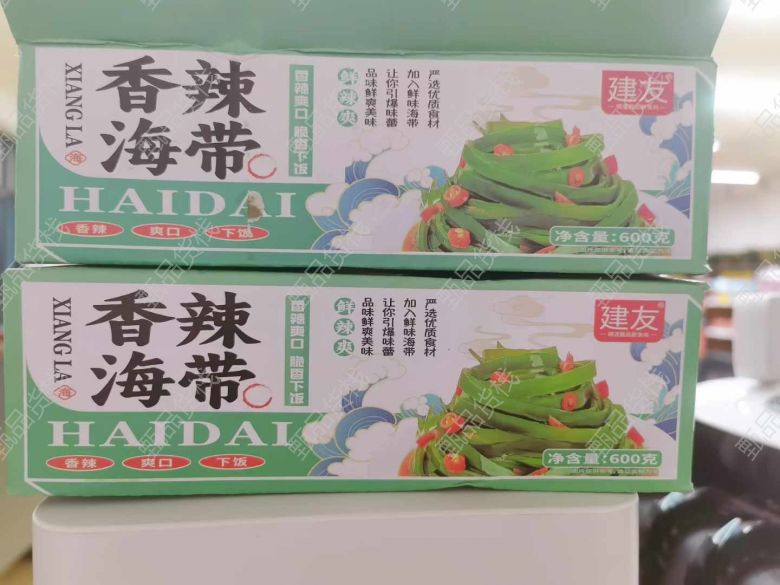 香辣
海带
XIANG LA
海
HAIDAI
香辣 爽口 下饭
香辣爽口 脆香下饭
鲜辣爽
严选优质食材
加入鲜味海带
让你引爆味蕾
品味鲜爽美味
建友
净含量:600克
香辣
海带
XIANG LA
海
HAIDAI
香辣 爽口 下饭
香辣爽口 脆香下饭
鲜辣爽
严选优质食材
加入鲜味海带
让你引爆味蕾
品味鲜爽美味
建友
净含量:600克